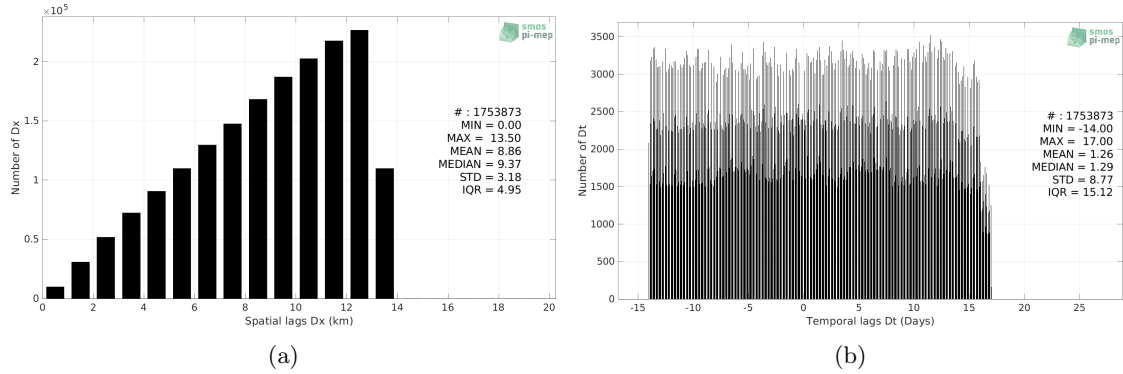 ×10⁵
2
1.5
1
0.5
0
Number of Dx
0 2 4 6 8 10 12 14 16 18 20
Spatial lags Dx (km)
smos
pi-mep
# : 1753873
MIN = 0.00
MAX = 13.50
MEAN = 8.86
MEDIAN = 9.37
STD = 3.18
IQR = 4.95
(a)
3500
3000
2500
2000
1500
1000
500
0
Number of Dt
-15 -10 -5 0 5 10 15 20 25
Temporal lags Dt (Days)
smos
pi-mep
# : 1753873
MIN = -14.00
MAX = 17.00
MEAN = 1.26
MEDIAN = 1.29
STD = 8.77
IQR = 15.12
(b)